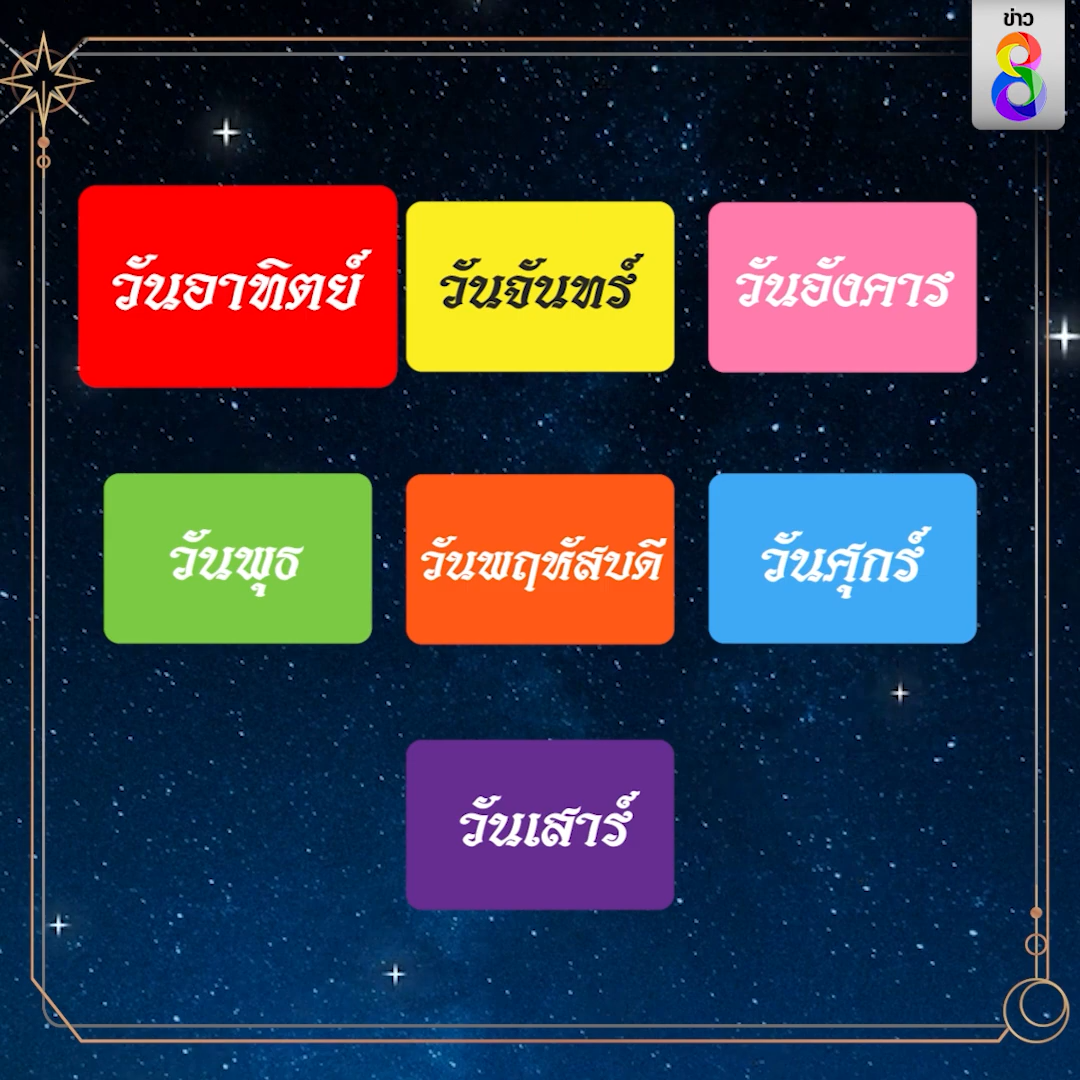 ข่าว
8
วันอาทิตย์
วันจันทร์
วันอังคาร
วันพุธ
วันพฤหัสบดี
วันศุกร์
วันเสาร์